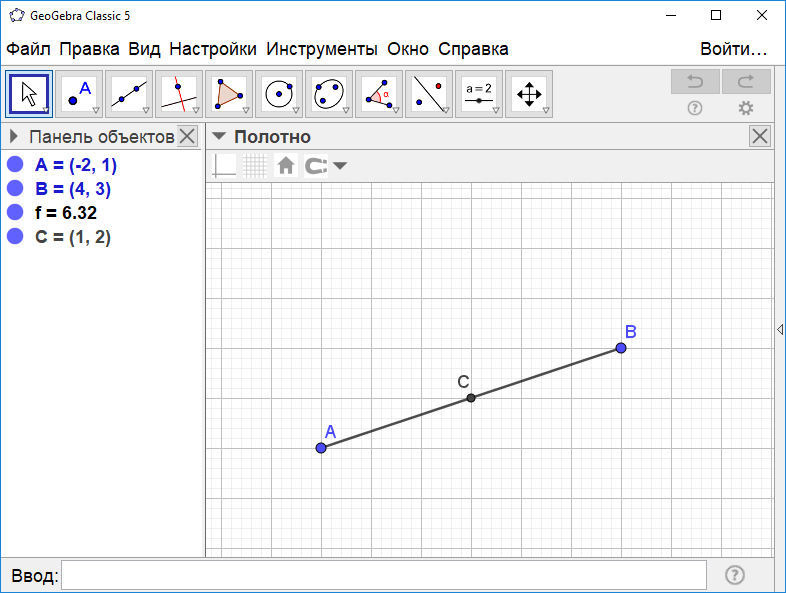 GeoGebra Classic 5
Файл Правка Вид Настройки Инструменты Окно Справка Войти…
A α a = 2
Панель объектов Полотно
A = (-2, 1)
B = (4, 3)
f = 6.32
C = (1, 2)
B
C
A
Ввод: